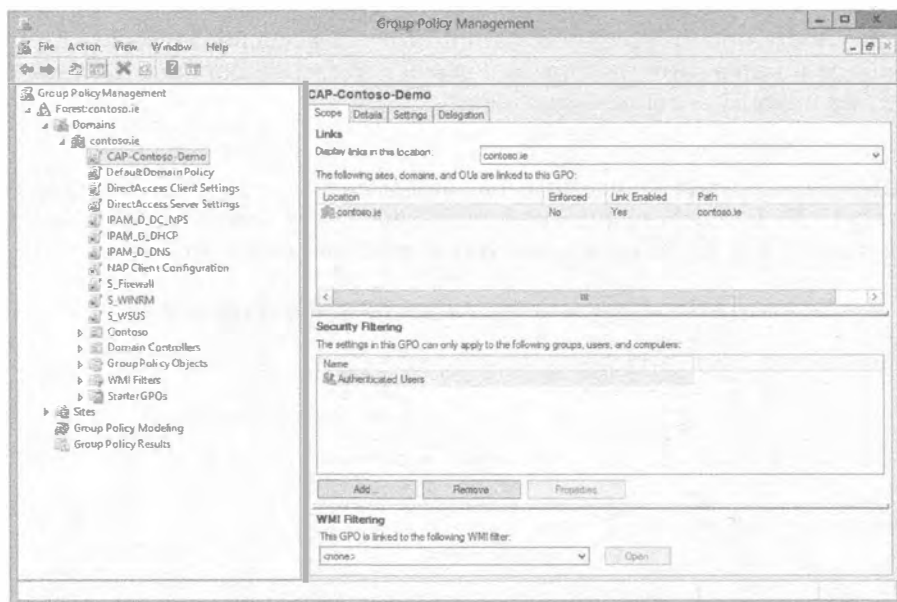 Group Policy Management
File Action View Window Help
Group Policy Management
Forest: contoso.ie
Domains
contoso.ie
CAP-Contoso-Demo
Default Domain Policy
DirectAccess Client Settings
DirectAccess Server Settings
IPAM_D_DC_NPS
IPAM_D_DHCP
IPAM_D_DNS
NAP Client Configuration
S_Firewall
S_WINRM
S_WSUS
Contoso
Domain Controllers
Group Policy Objects
WMI Filters
Starter GPOs
Sites
Group Policy Modeling
Group Policy Results
CAP-Contoso-Demo
Scope Details Settings Delegation
Links
Display links in this location: contoso.ie
The following sites, domains, and OUs are linked to this GPO:
Location Enforced Link Enabled Path
contoso.ie No Yes contoso.ie
Security Filtering
The settings in this GPO can only apply to the following groups, users, and computers:
Name
Authenticated Users
Add... Remove Properties
WMI Filtering
This GPO is linked to the following WMI filter:
<none> Open